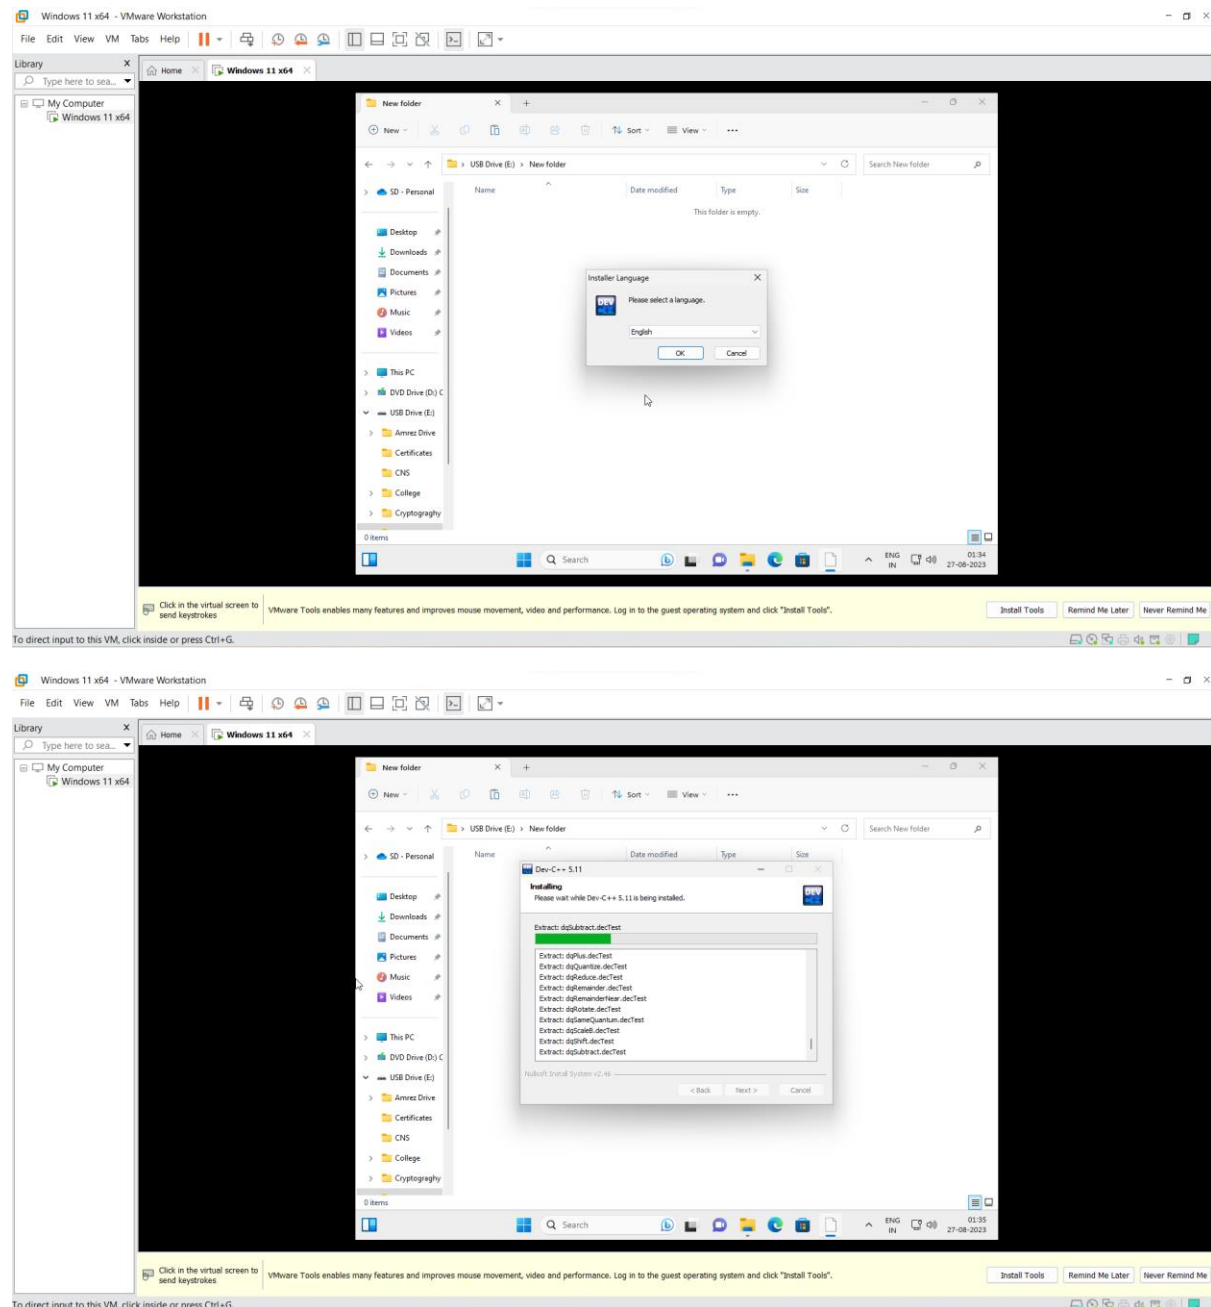 Windows 11 x64 - VMware Workstation
File Edit View VM Tabs Help
Library x
Home
Windows 11 x64
Type here to sea...
My Computer
Windows 11 x64
New folder
New
Sort
View
USB Drive (E:) > New folder
Search New folder
SD - Personal
Name
Date modified
Type
Size
This folder is empty.
Desktop
Downloads
Documents
Pictures
Music
Videos
Installer Language
DEV
Please select a language.
English
OK
Cancel
This PC
DVD Drive (D:) C
USB Drive (E:)
Amrez Drive
Certificates
CNS
College
Cryptograghy
0 items
Search
ENG
IN
01:34
27-08-2023
Click in the virtual screen to
send keystrokes
VMware Tools enables many features and improves mouse movement, video and performance. Log in to the guest operating system and click "Install Tools".
Install Tools
Remind Me Later
Never Remind Me
To direct input to this VM, click inside or press Ctrl+G.
Windows 11 x64 - VMware Workstation
File Edit View VM Tabs Help
Library x
Home
Windows 11 x64
Type here to sea...
My Computer
Windows 11 x64
New folder
New
Sort
View
USB Drive (E:) > New folder
Search New folder
SD - Personal
Name
Date modified
Type
Size
Desktop
Downloads
Documents
Pictures
Music
Videos
Dev-C++ 5.11
Installing
Please wait while Dev-C++ 5.11 is being installed.
DEV
Extract: dqSubtract.decTest
Extract: dqPlus.decTest
Extract: dqQuantize.decTest
Extract: dqReduce.decTest
Extract: dqRemainder.decTest
Extract: dqRemainderNear.decTest
Extract: dqRotate.decTest
Extract: dqSameQuantum.decTest
Extract: dqScaleB.decTest
Extract: dqShift.decTest
Extract: dqSubtract.decTest
Nullsoft Install System v2.46
< Back
Next >
Cancel
This PC
DVD Drive (D:) C
USB Drive (E:)
Amrez Drive
Certificates
CNS
College
Cryptograghy
0 items
Search
ENG
IN
01:35
27-08-2023
Click in the virtual screen to
send keystrokes
VMware Tools enables many features and improves mouse movement, video and performance. Log in to the guest operating system and click "Install Tools".
Install Tools
Remind Me Later
Never Remind Me
To direct input to this VM, click inside or press Ctrl+G.